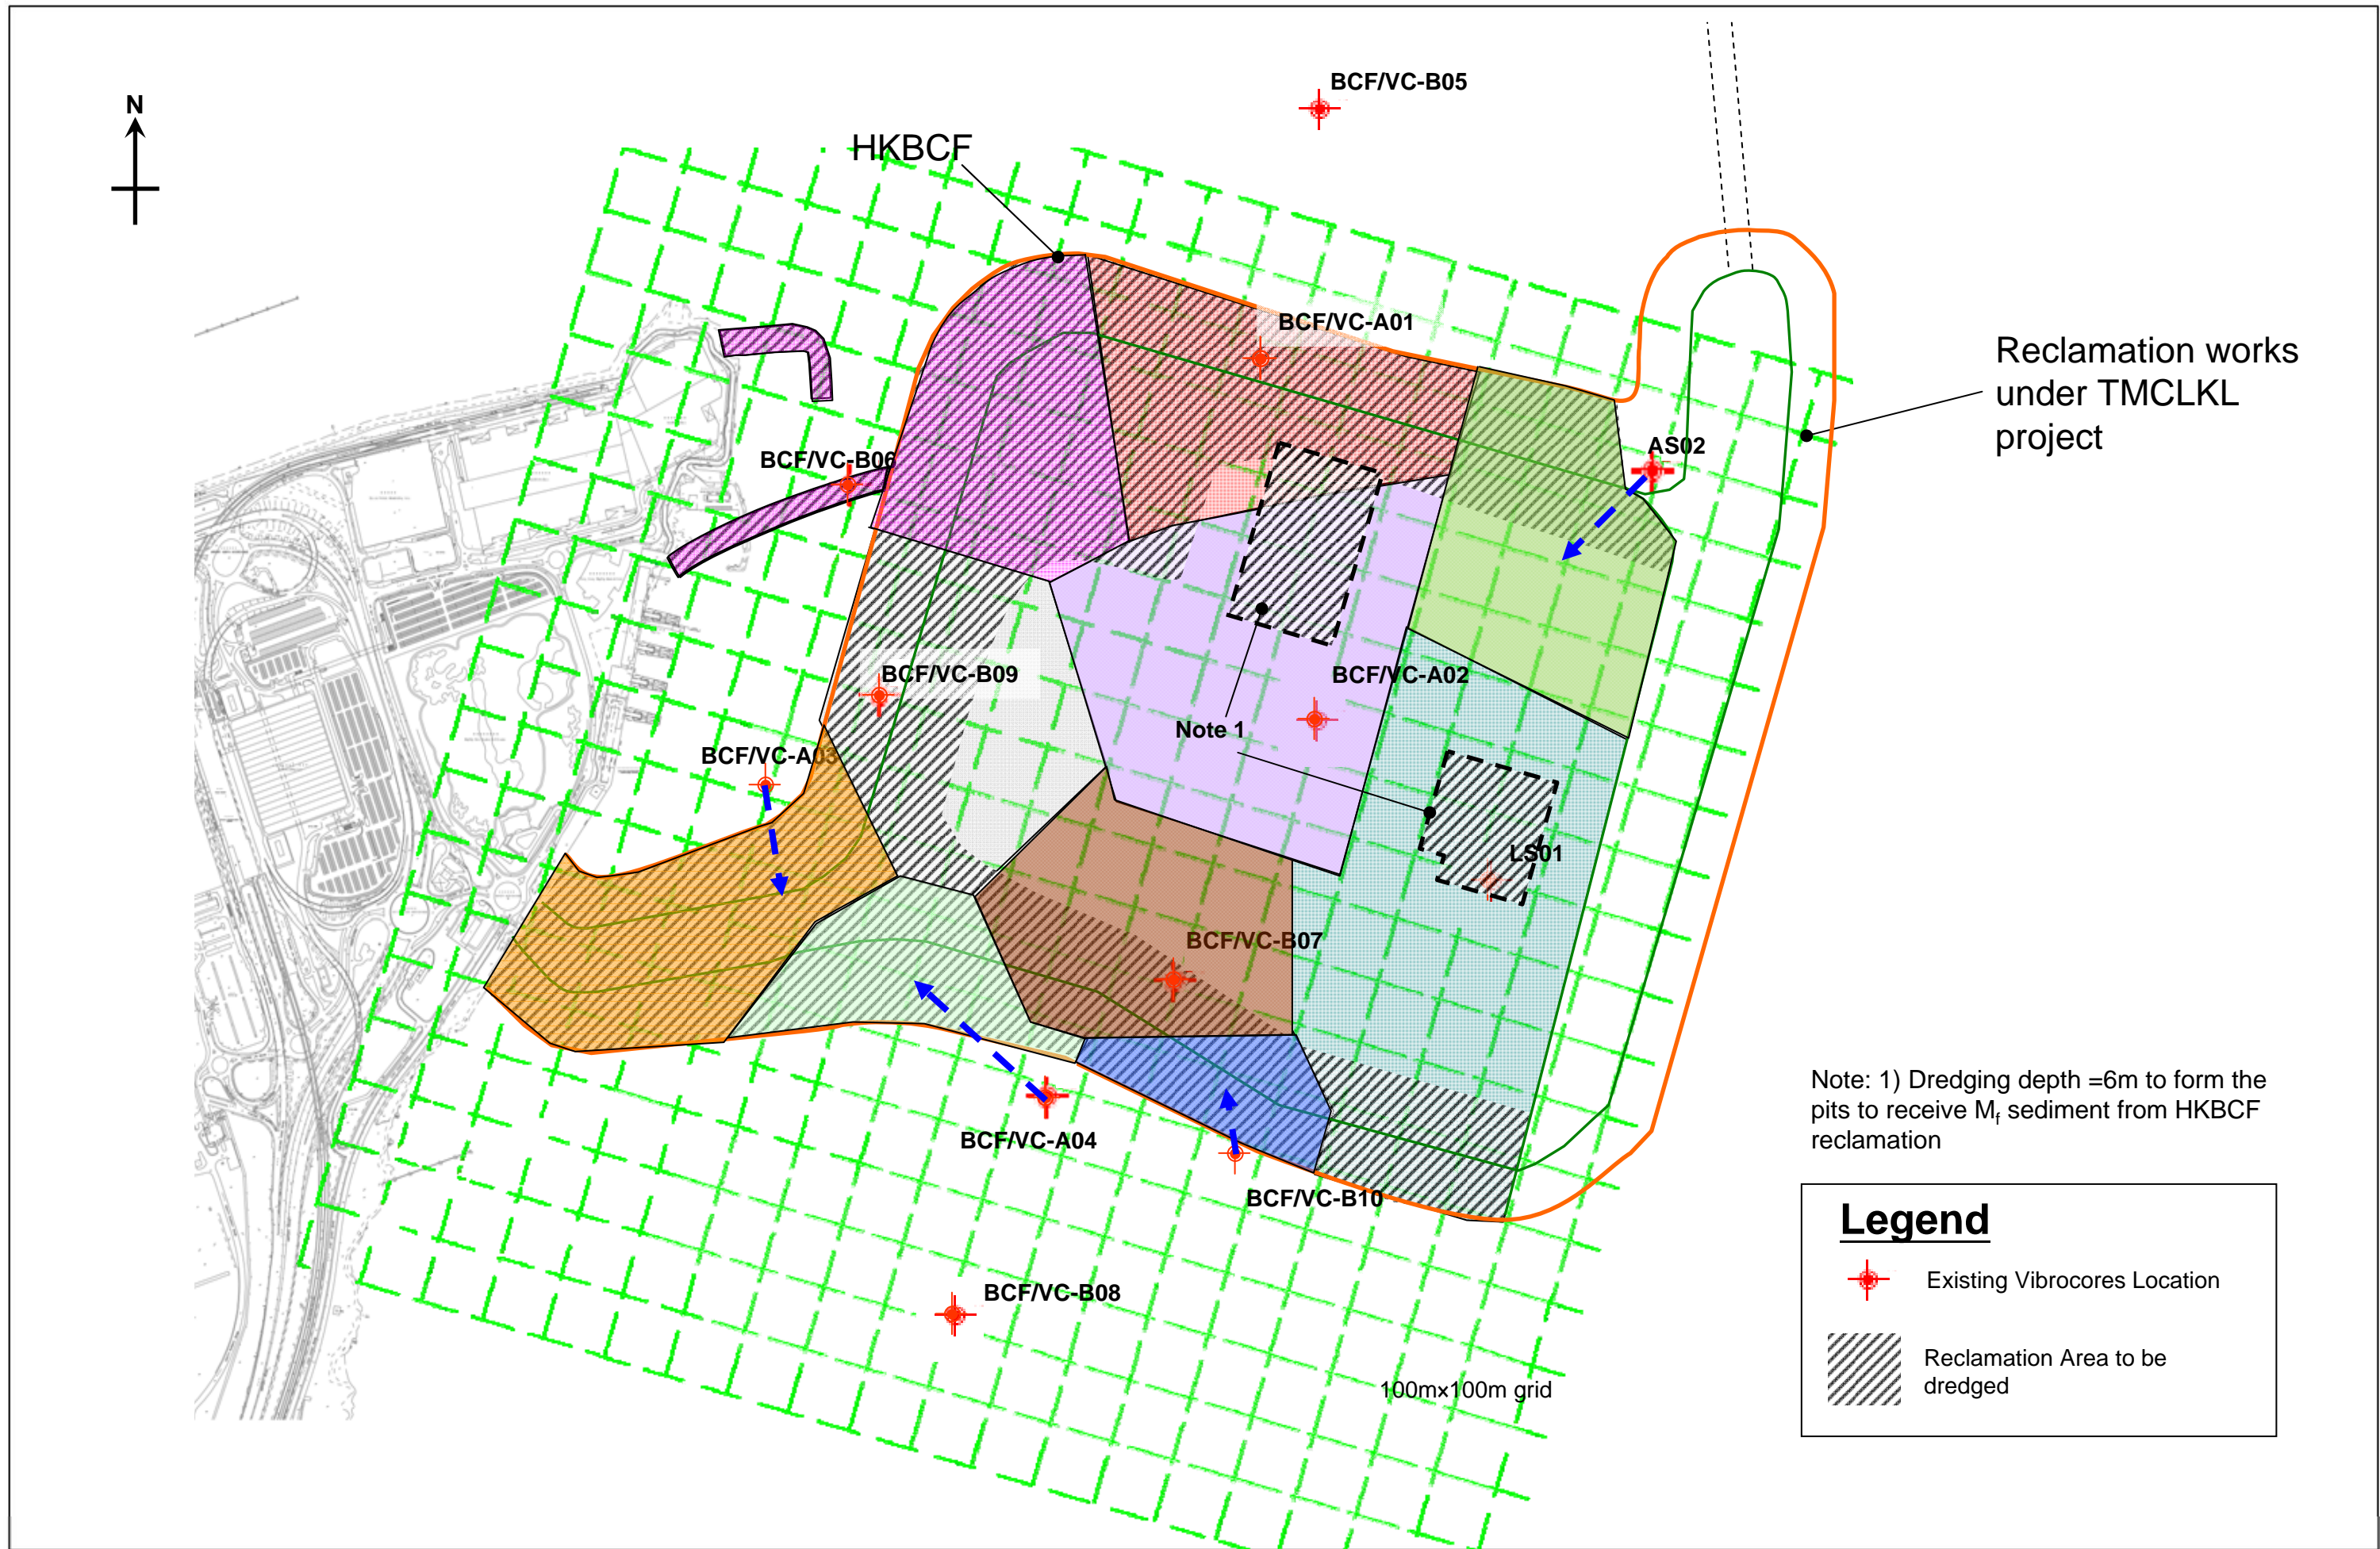 BCF/VC-B05
N
HKBCF
BCF/VC-A01
Reclamation works
under TMCLKL
project
AS02
BCF/VC-B06
BCF/VC-B09
BCF/VC-A02
Note 1
BCF/VC-A03
LS01
BCF/VC-B07
Note: 1) Dredging depth =6m to form the
pits to receive Mf sediment from HKBCF
reclamation
BCF/VC-A04
BCF/VC-B10
Legend
Existing Vibrocores Location
BCF/VC-B08
Reclamation Area to be
dredged
100m×100m grid